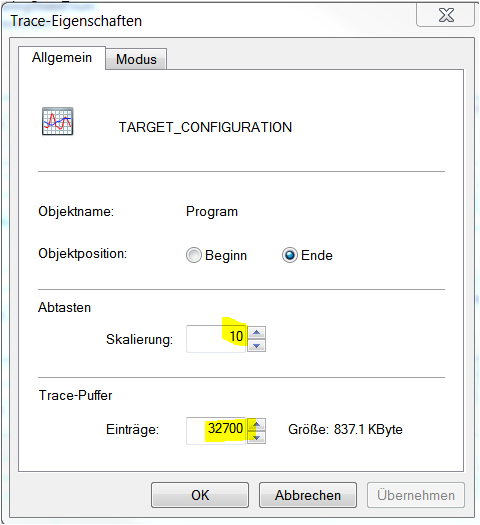 Trace-Eigenschaften
Allgemein Modus
TARGET_CONFIGURATION
Objektname: Program
Objektposition: Beginn Ende
Abtasten
Skalierung: 10
Trace-Puffer
Einträge: 32700 Größe: 837.1 KByte
OK Abbrechen Übernehmen